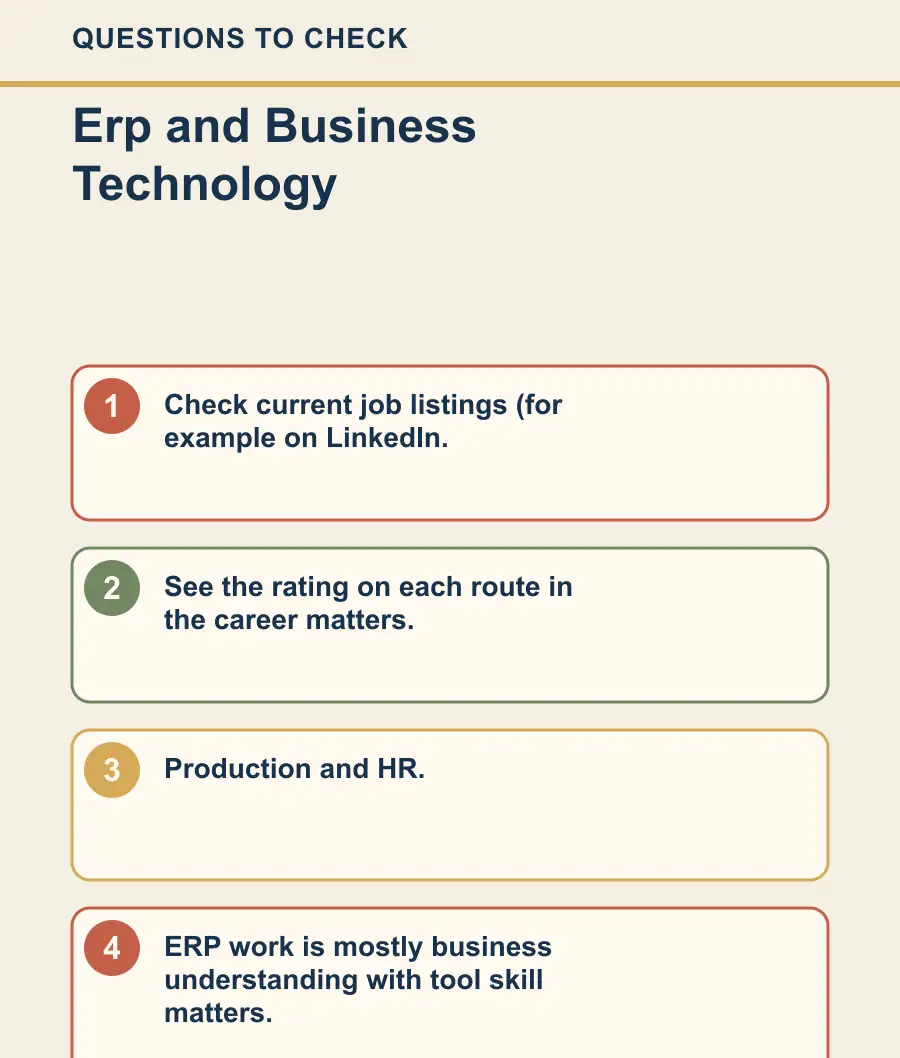 QUESTIONS TO CHECK
Erp and Business
Technology
1
Check current job listings (for
example on LinkedIn.
2
See the rating on each route in
the career matters.
3
Production and HR.
4
ERP work is mostly business
understanding with tool skill
matters.